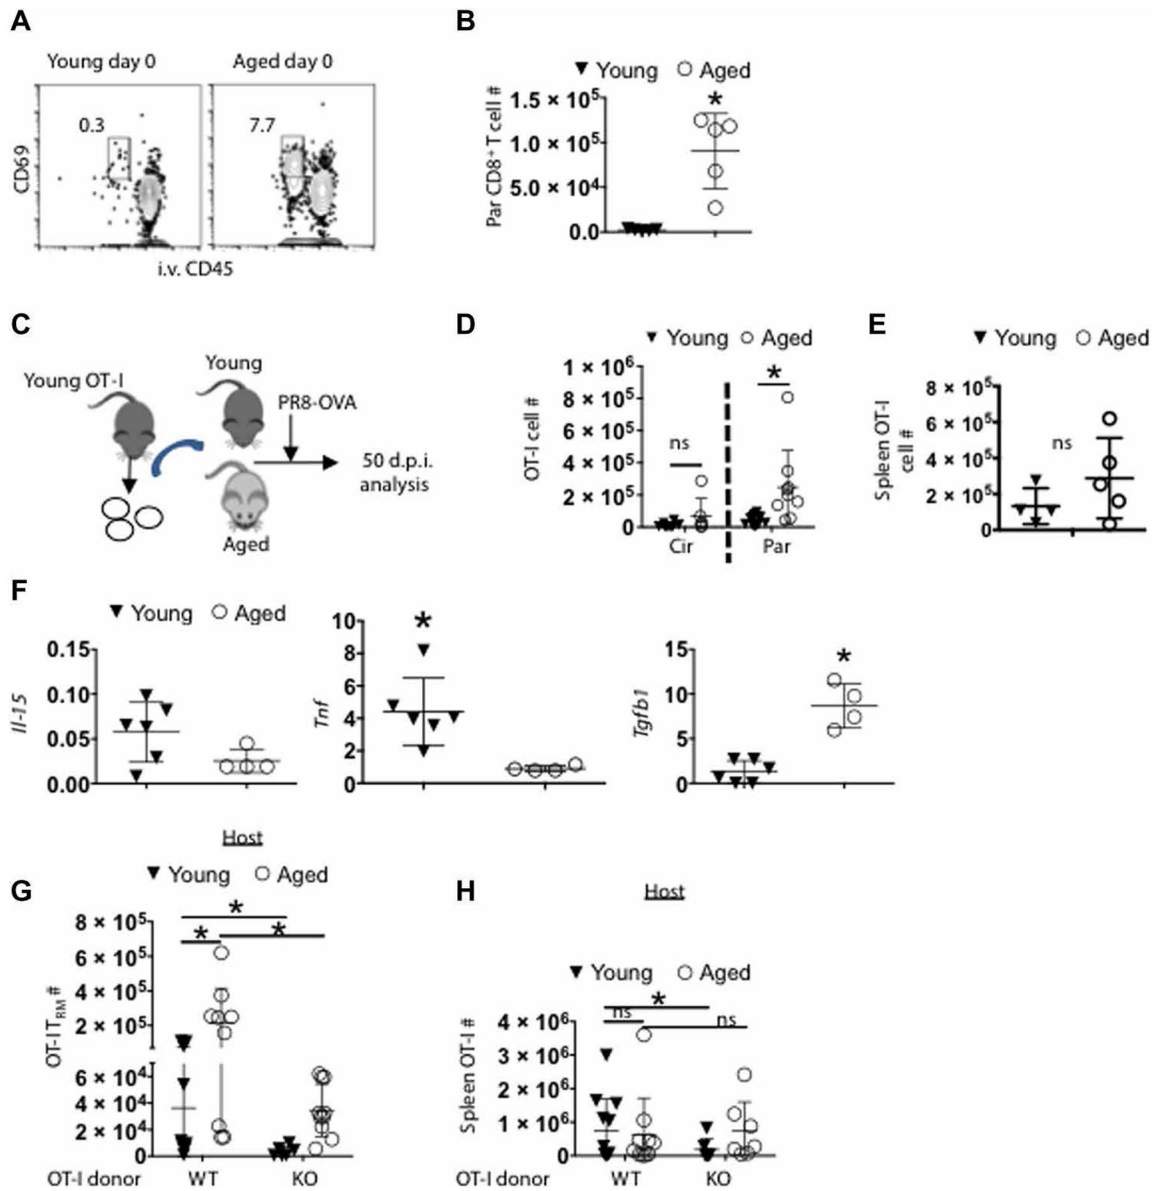 A
Young day 0
Aged day 0
0.3
7.7
CD69
i.v. CD45
B
Young Aged
Par CD8⁺ T cell #
*
1.5 × 10⁵
1.0 × 10⁵
5.0 × 10⁴
0.0
C
Young OT-I
Young
PR8-OVA
50 d.p.i.
analysis
Aged
D
Young Aged
OT-I cell #
1 × 10⁶
8 × 10⁵
6 × 10⁵
4 × 10⁵
2 × 10⁵
0
ns
*
Cir
Par
E
Young Aged
Spleen OT-I
cell #
8 × 10⁵
6 × 10⁵
4 × 10⁵
2 × 10⁵
0
ns
F
Young Aged
Il-15
0.15
0.10
0.05
0.00
Tnf
10
8
6
4
2
0
*
Tgfb1
15
10
5
0
*
G
Host
Young Aged
OT-I T_RM #
8 × 10⁵
6 × 10⁵
4 × 10⁵
2 × 10⁵
6 × 10⁴
4 × 10⁴
2 × 10⁴
0
*
* *
OT-I donor WT KO
H
Host
Young Aged
Spleen OT-I #
4 × 10⁶
3 × 10⁶
2 × 10⁶
1 × 10⁶
0
*
ns ns
OT-I donor WT KO